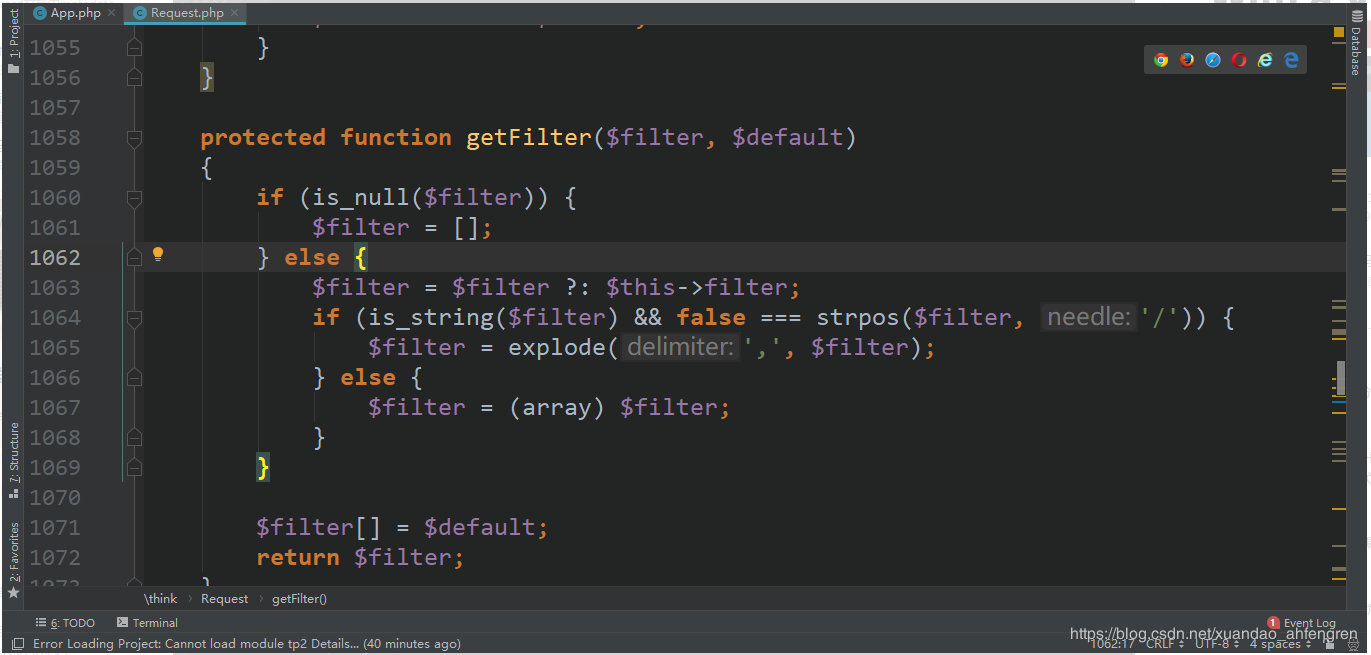 App.php Request.php
1: Project
Database
1055 }
1056 }
1057
1058 protected function getFilter($filter, $default)
1059 {
1060 if (is_null($filter)) {
1061 $filter = [];
1062 } else {
1063 $filter = $filter ?: $this->filter;
1064 if (is_string($filter) && false === strpos($filter, needle: '/')) {
1065 $filter = explode( delimiter: ',', $filter);
1066 } else {
1067 $filter = (array) $filter;
1068 }
1069 }
1070
1071 $filter[] = $default;
1072 return $filter;
1073 }
7: Structure
2: Favorites
\think › Request › getFilter()
6: TODO Terminal 1 Event Log
https://blog.csdn.net/xuandao_ahfengren
Error Loading Project: Cannot load module tp2 Details... (40 minutes ago) 1062:17 CRLF UTF-8 4 spaces